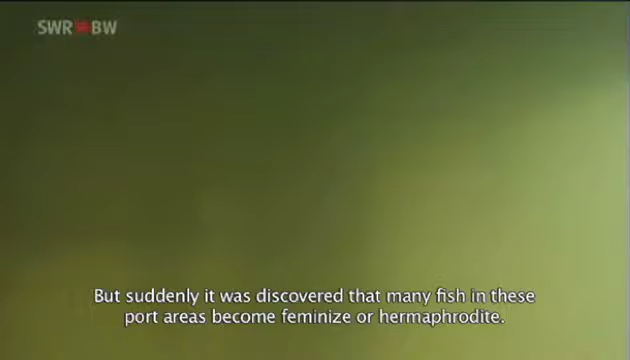 SWR BW
But suddenly it was discovered that many fish in these
port areas become feminize or hermaphrodite.